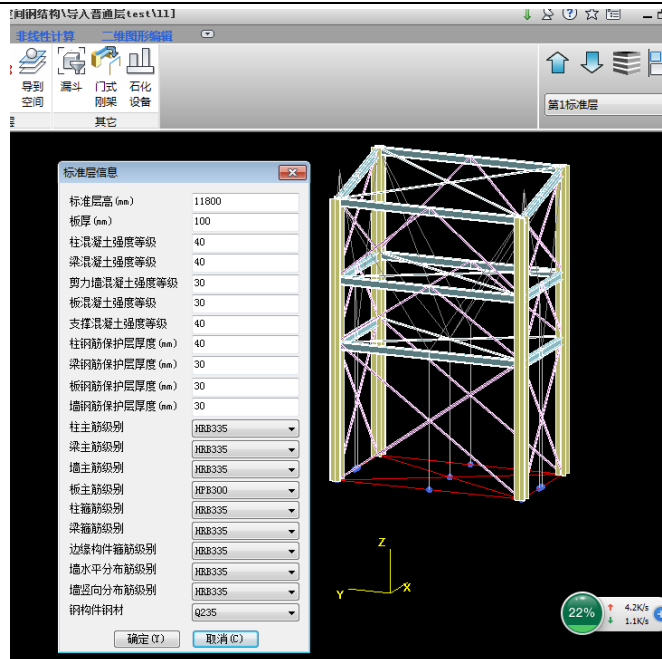 空间钢结构\导入普通层test\11]
非线性计算 二维图形编辑
导到空间 漏斗 门式刚架 石化设备
其它
第1标准层
标准层信息
标准层高(mm) 11800
板厚(mm) 100
柱混凝土强度等级 40
梁混凝土强度等级 40
剪力墙混凝土强度等级 30
板混凝土强度等级 30
支撑混凝土强度等级 40
柱钢筋保护层厚度(mm) 40
梁钢筋保护层厚度(mm) 30
板钢筋保护层厚度(mm) 30
墙钢筋保护层厚度(mm) 30
柱主筋级别 HRB335
梁主筋级别 HRB335
墙主筋级别 HRB335
板主筋级别 HPB300
柱箍筋级别 HRB335
梁箍筋级别 HRB335
边缘构件箍筋级别 HRB335
墙水平分布筋级别 HRB335
墙竖向分布筋级别 HRB335
钢构件钢材 Q235
确定(Y) 取消(C)
Z
Y
X
22%
4.2K/s
1.1K/s